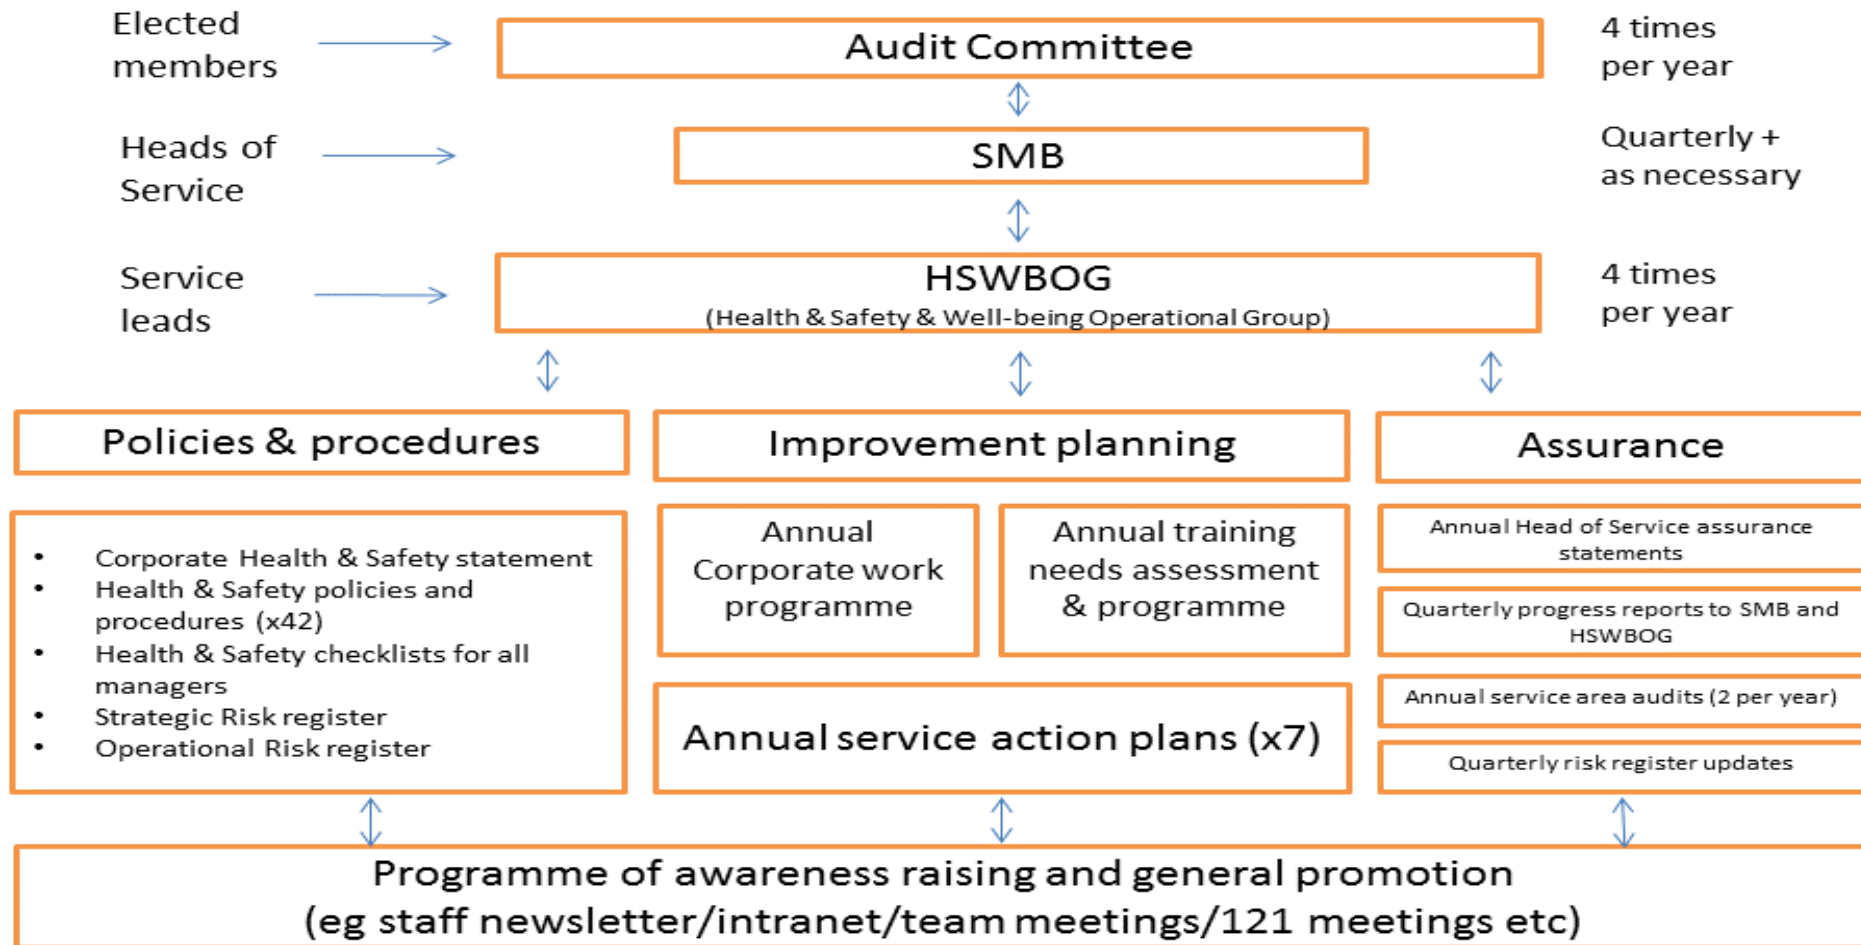 Elected
members
Audit Committee
4 times
per year
Heads of
Service
SMB
Quarterly +
as necessary
Service
leads
HSWBOG
(Health & Safety & Well-being Operational Group)
4 times
per year
Policies & procedures
• Corporate Health & Safety statement
• Health & Safety policies and
procedures (x42)
• Health & Safety checklists for all
managers
• Strategic Risk register
• Operational Risk register
Improvement planning
Annual
Corporate work
programme
Annual training
needs assessment
& programme
Annual service action plans (x7)
Assurance
Annual Head of Service assurance
statements
Quarterly progress reports to SMB and
HSWBOG
Annual service area audits (2 per year)
Quarterly risk register updates
Programme of awareness raising and general promotion
(eg staff newsletter/intranet/team meetings/121 meetings etc)